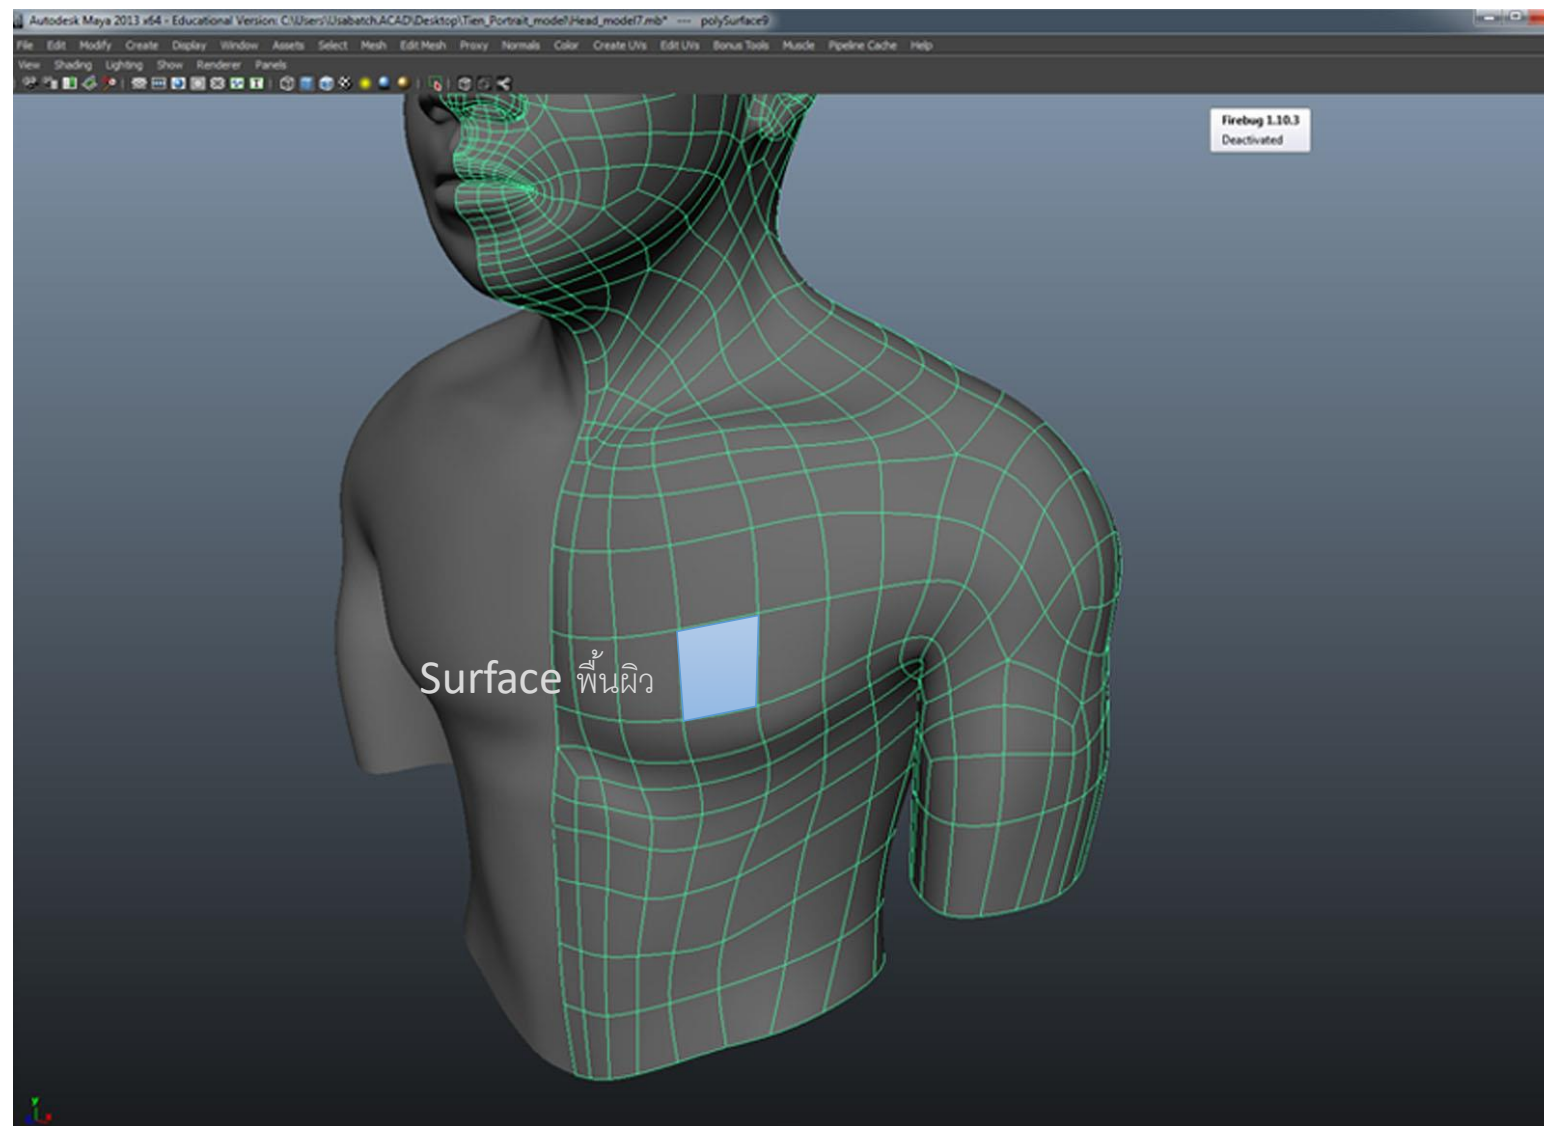 Autodesk Maya 2013 x64 - Educational Version: C:\Users\Usabatch.ACAD\Desktop\Tien_Portrait_model\Head_model7.mb* --- polySurface9
File Edit Modify Create Display Window Assets Select Mesh Edit Mesh Proxy Normals Color Create UVs Edit UVs Bonus Tools Muscle Pipeline Cache Help
View Shading Lighting Show Renderer Panels
Firebug 1.10.3
Deactivated
Surface พื้นผิว
y
x